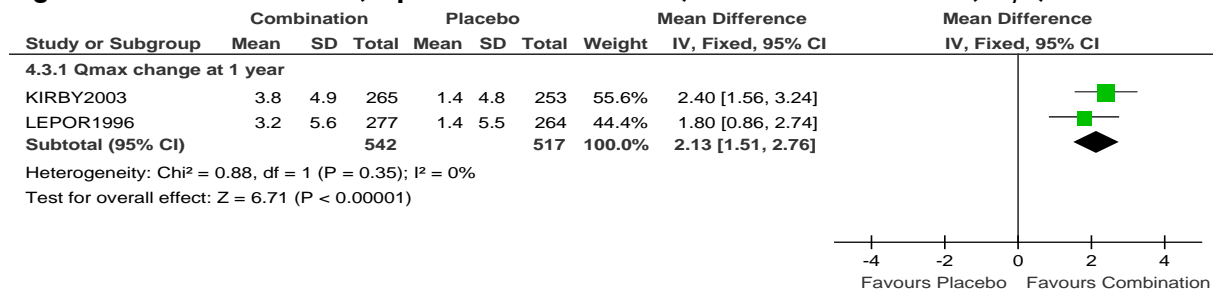 Combination Placebo Mean Difference Mean Difference
Study or Subgroup Mean SD Total Mean SD Total Weight IV, Fixed, 95% CI IV, Fixed, 95% CI
4.3.1 Qmax change at 1 year
KIRBY2003 3.8 4.9 265 1.4 4.8 253 55.6% 2.40 [1.56, 3.24]
LEPOR1996 3.2 5.6 277 1.4 5.5 264 44.4% 1.80 [0.86, 2.74]
Subtotal (95% CI) 542 517 100.0% 2.13 [1.51, 2.76]
Heterogeneity: Chi² = 0.88, df = 1 (P = 0.35); I² = 0%
Test for overall effect: Z = 6.71 (P < 0.00001)
-4 -2 0 2 4
Favours Placebo Favours Combination